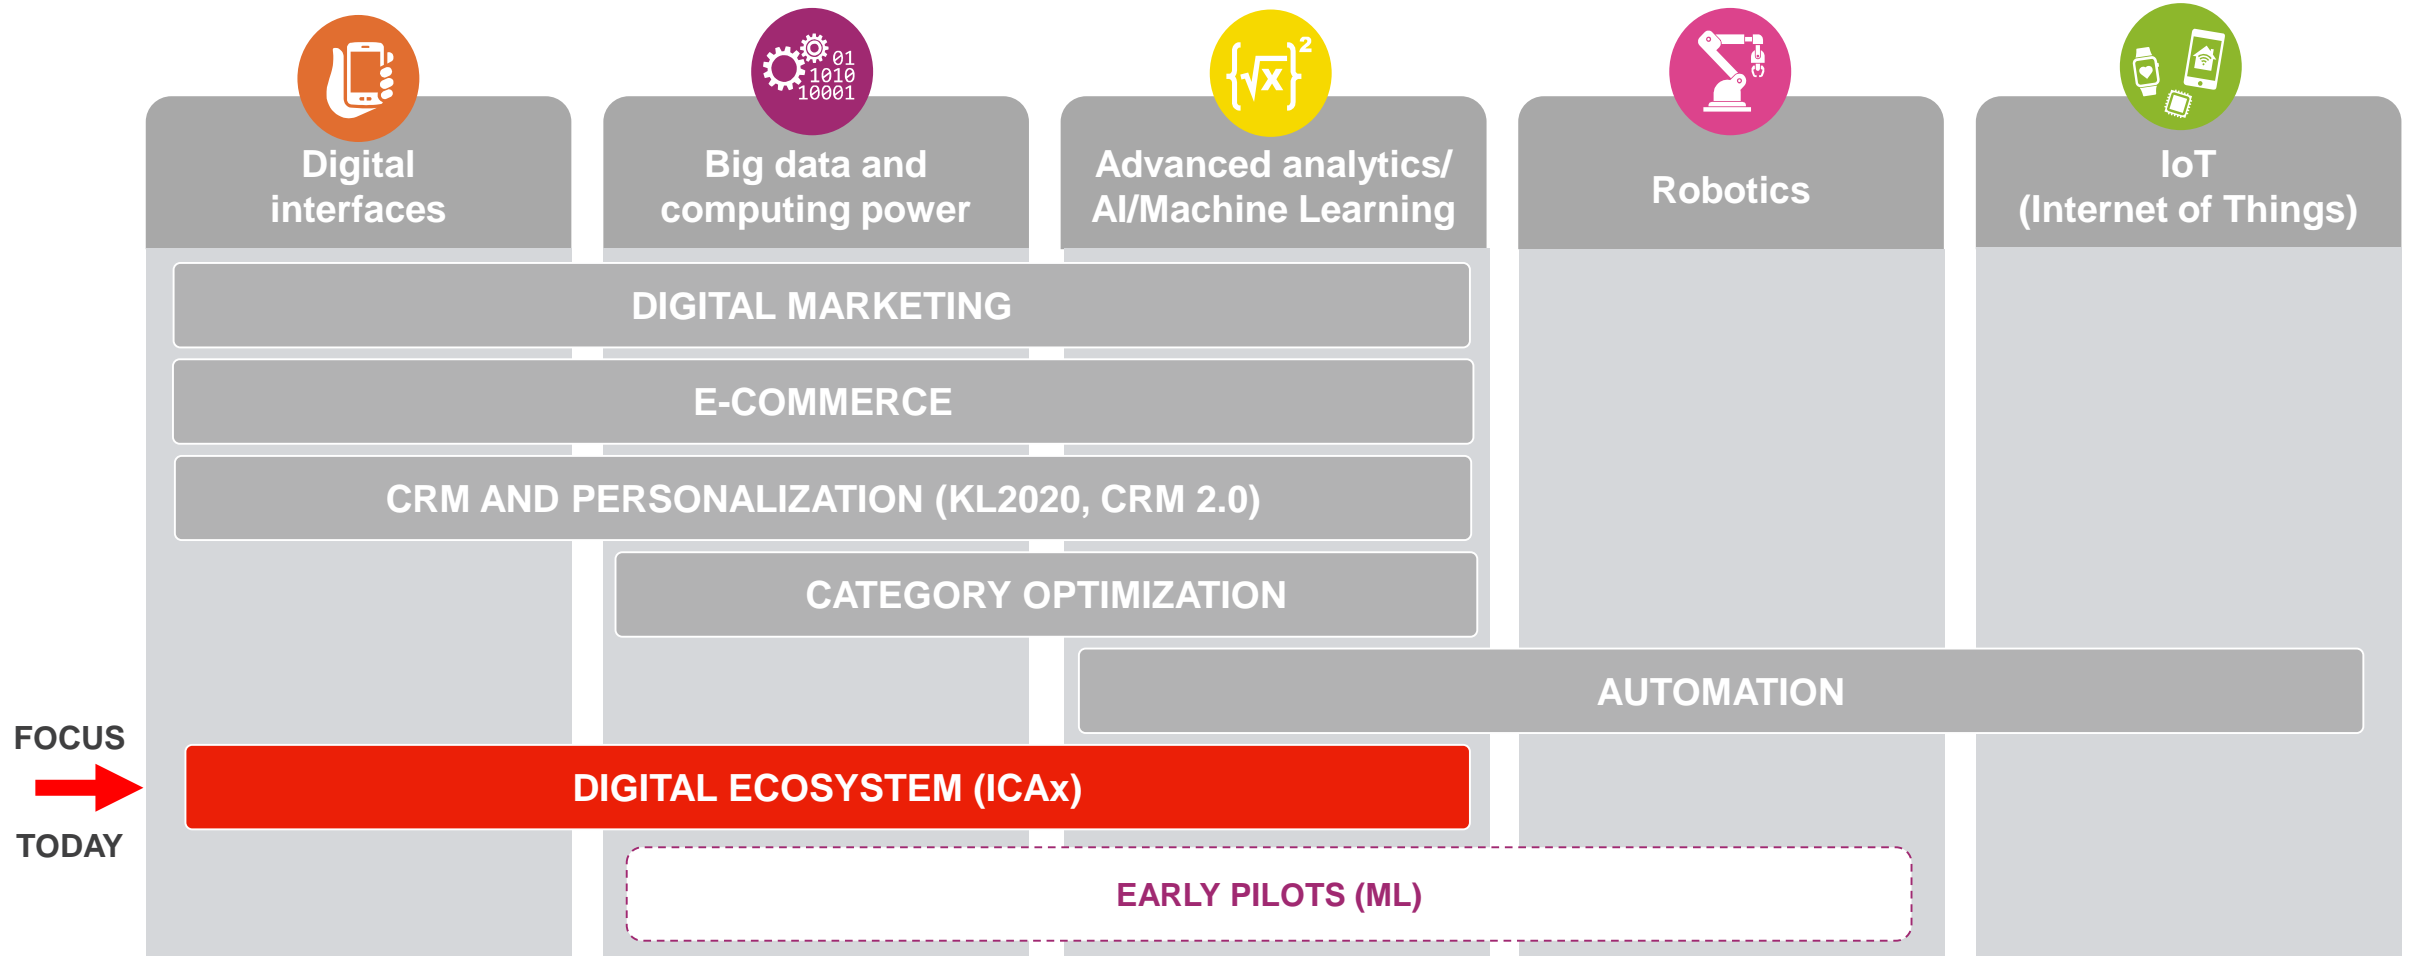 01
1010
10001
{√x}²
Digital
interfaces
Big data and
computing power
Advanced analytics/
AI/Machine Learning
Robotics
IoT
(Internet of Things)
DIGITAL MARKETING
E-COMMERCE
CRM AND PERSONALIZATION (KL2020, CRM 2.0)
CATEGORY OPTIMIZATION
AUTOMATION
FOCUS
TODAY
DIGITAL ECOSYSTEM (ICAx)
EARLY PILOTS (ML)